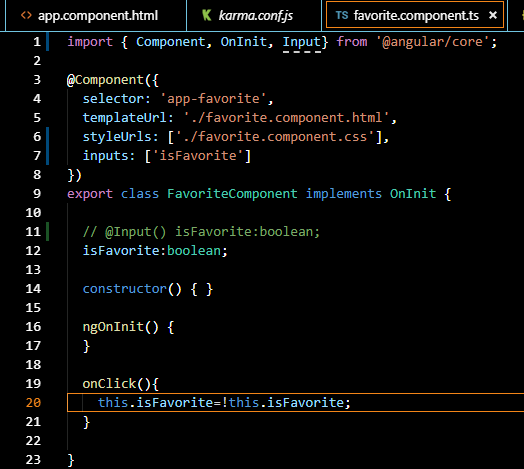 <> app.component.html
K karma.conf.js
TS favorite.component.ts ×
1 import { Component, OnInit, Input} from '@angular/core';
2
3 @Component({
4   selector: 'app-favorite',
5   templateUrl: './favorite.component.html',
6   styleUrls: ['./favorite.component.css'],
7   inputs: ['isFavorite']
8 })
9 export class FavoriteComponent implements OnInit {
10
11   // @Input() isFavorite:boolean;
12   isFavorite:boolean;
13
14   constructor() { }
15
16   ngOnInit() {
17   }
18
19   onClick(){
20     this.isFavorite=!this.isFavorite;
21   }
22
23 }